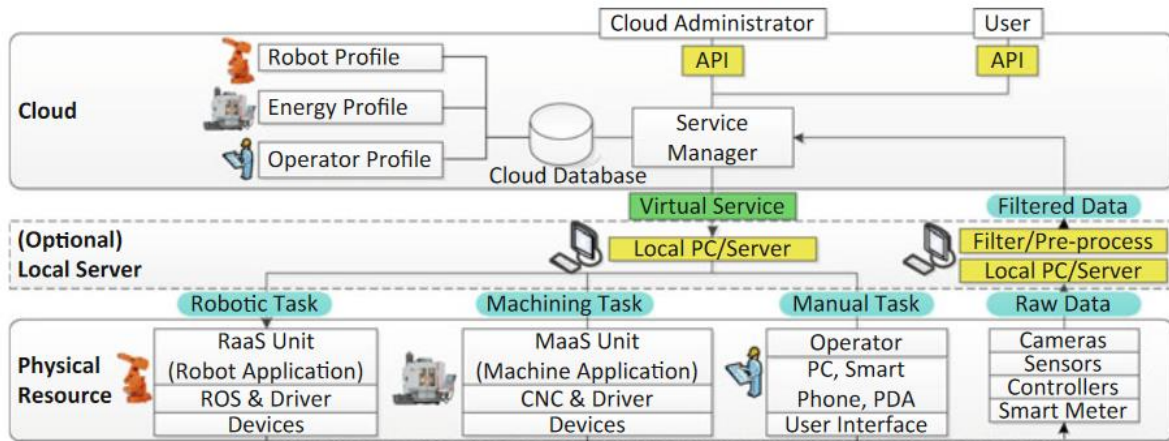 Cloud Administrator
User
API
API
Robot Profile
Cloud
Energy Profile
Service
Manager
Operator Profile
Cloud Database
Virtual Service
Filtered Data
(Optional)
Local Server
Local PC/Server
Filter/Pre-process
Local PC/Server
Robotic Task
Machining Task
Manual Task
Raw Data
Physical
Resource
RaaS Unit
(Robot Application)
ROS & Driver
Devices
MaaS Unit
(Machine Application)
CNC & Driver
Devices
Operator
PC, Smart
Phone, PDA
User Interface
Cameras
Sensors
Controllers
Smart Meter